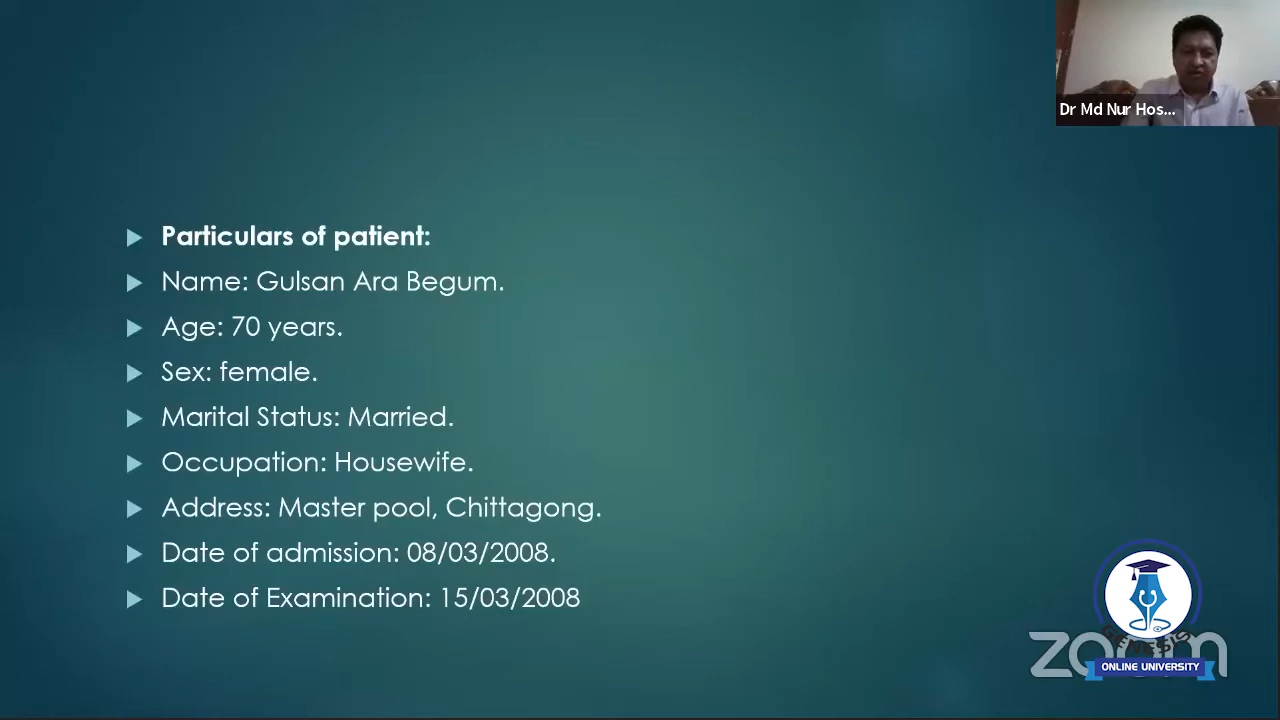 Dr Md Nur Hos...
Particulars of patient:
Name: Gulsan Ara Begum.
Age: 70 years.
Sex: female.
Marital Status: Married.
Occupation: Housewife.
Address: Master pool, Chittagong.
Date of admission: 08/03/2008.
Date of Examination: 15/03/2008
zoom
GENESIS
ONLINE UNIVERSITY